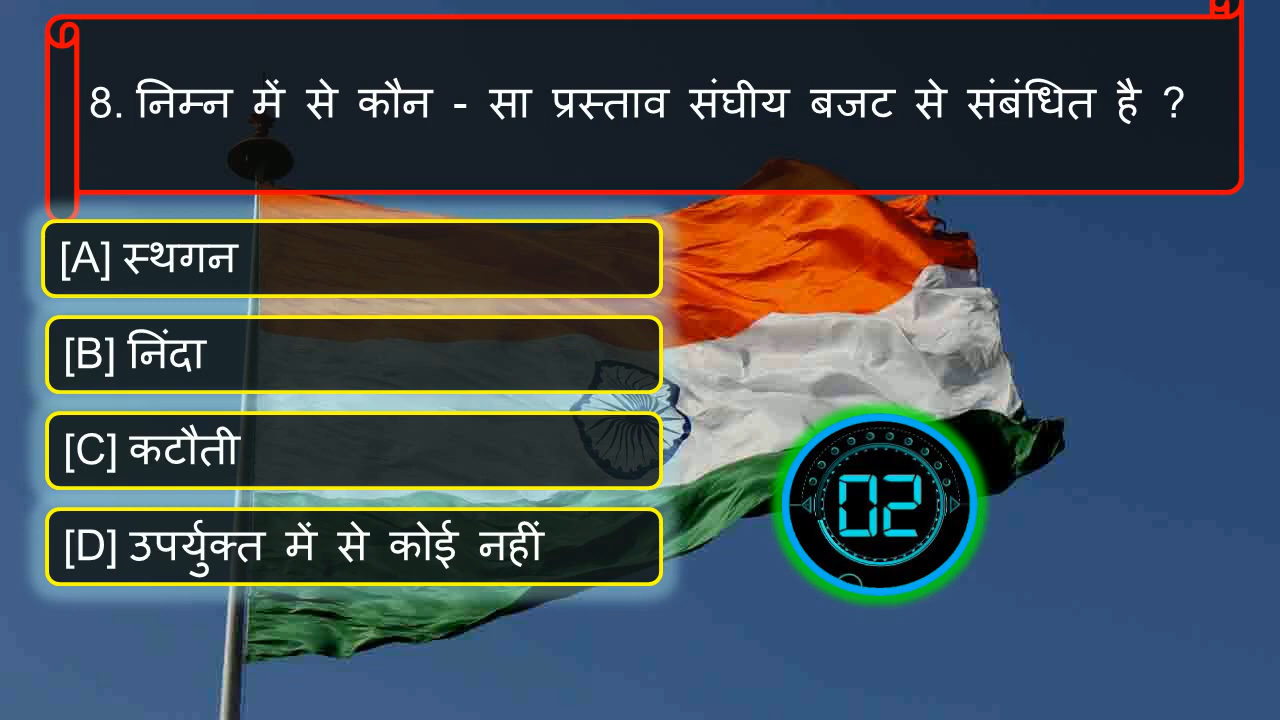 8. निम्न में से कौन - सा प्रस्ताव संघीय बजट से संबंधित है ?
[A] स्थगन
[B] निंदा
[C] कटौती
[D] उपर्युक्त में से कोई नहीं
02